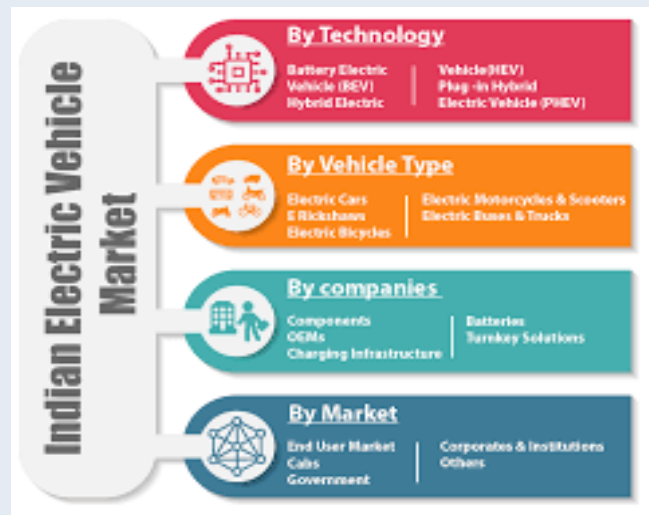 Indian Electric Vehicle
Market
By Technology
Battery Electric
Vehicle (BEV)
Hybrid Electric
Vehicle(HEV)
Plug -in Hybrid
Electric Vehicle (PHEV)
By Vehicle Type
Electric Cars
E Rickshaws
Electric Bicycles
Electric Motorcycles & Scooters
Electric Buses & Trucks
By companies
Components
OEMs
Charging Infrastructure
Batteries
Turnkey Solutions
By Market
End User Market
Cabs
Government
Corporates & Institutions
Others